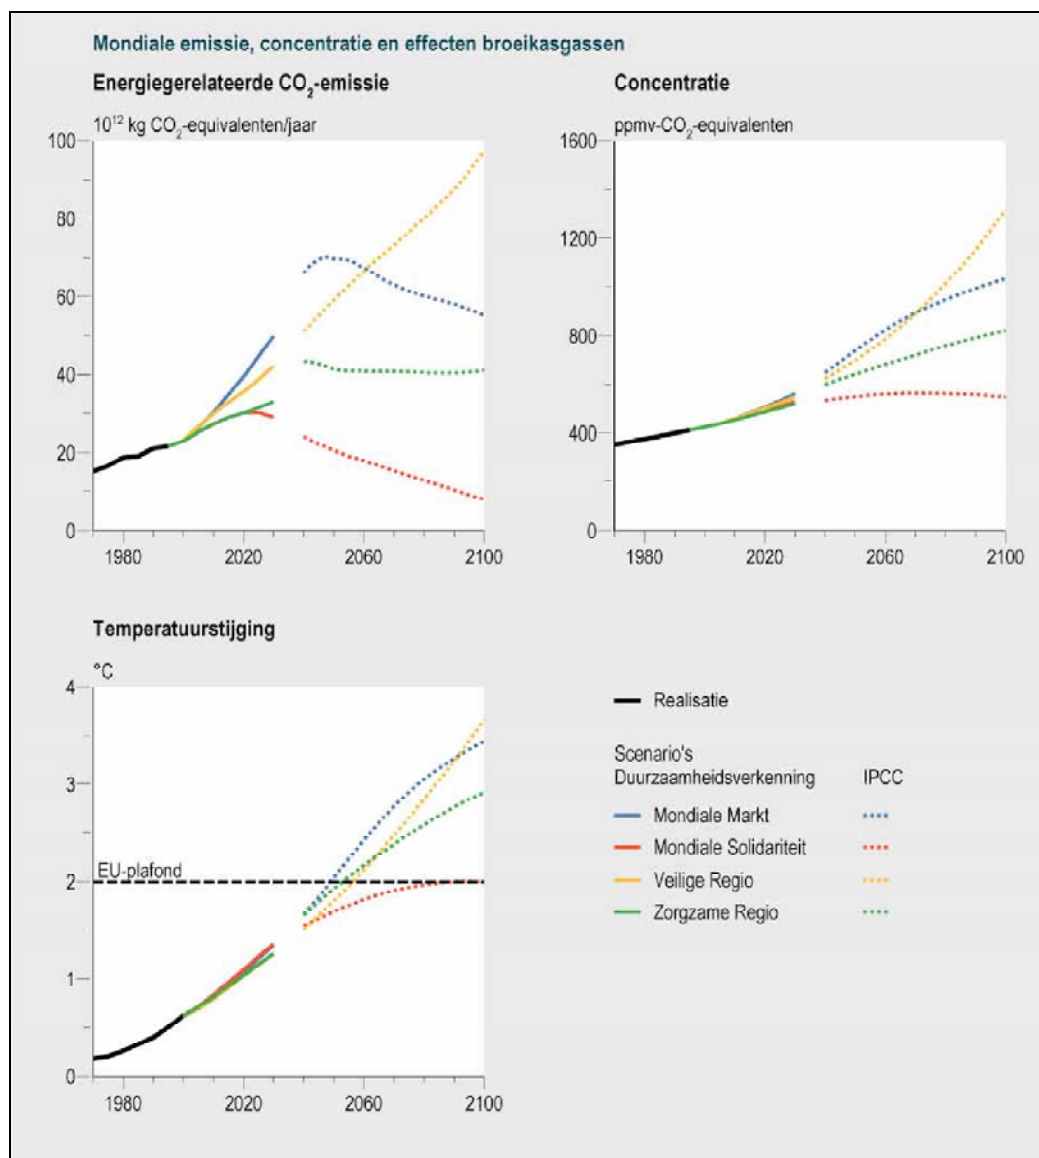 Mondiale emissie, concentratie en effecten broeikasgassen
Energiegerelateerde CO₂-emissie
10¹² kg CO₂-equivalenten/jaar
100
80
60
40
20
0
1980 2020 2060 2100
Concentratie
ppmv-CO₂-equivalenten
1600
1200
800
400
0
1980 2020 2060 2100
Temperatuurstijging
°C
4
3
EU-plafond
2
1
0
1980 2020 2060 2100
Realisatie
Scenario's
Duurzaamheidsverkenning IPCC
Mondiale Markt
Mondiale Solidariteit
Veilige Regio
Zorgzame Regio